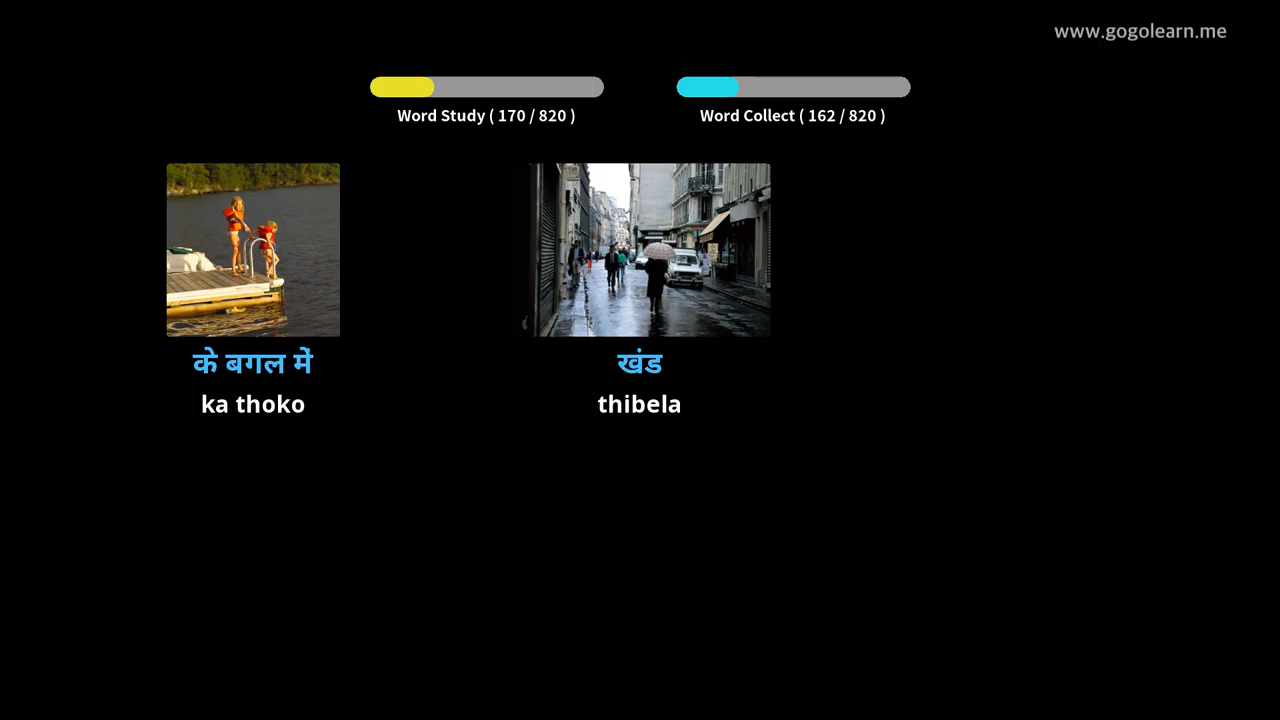 www.gogolearn.me
Word Study ( 170 / 820 )
Word Collect ( 162 / 820 )
के बगल में
खंड
ka thoko
thibela